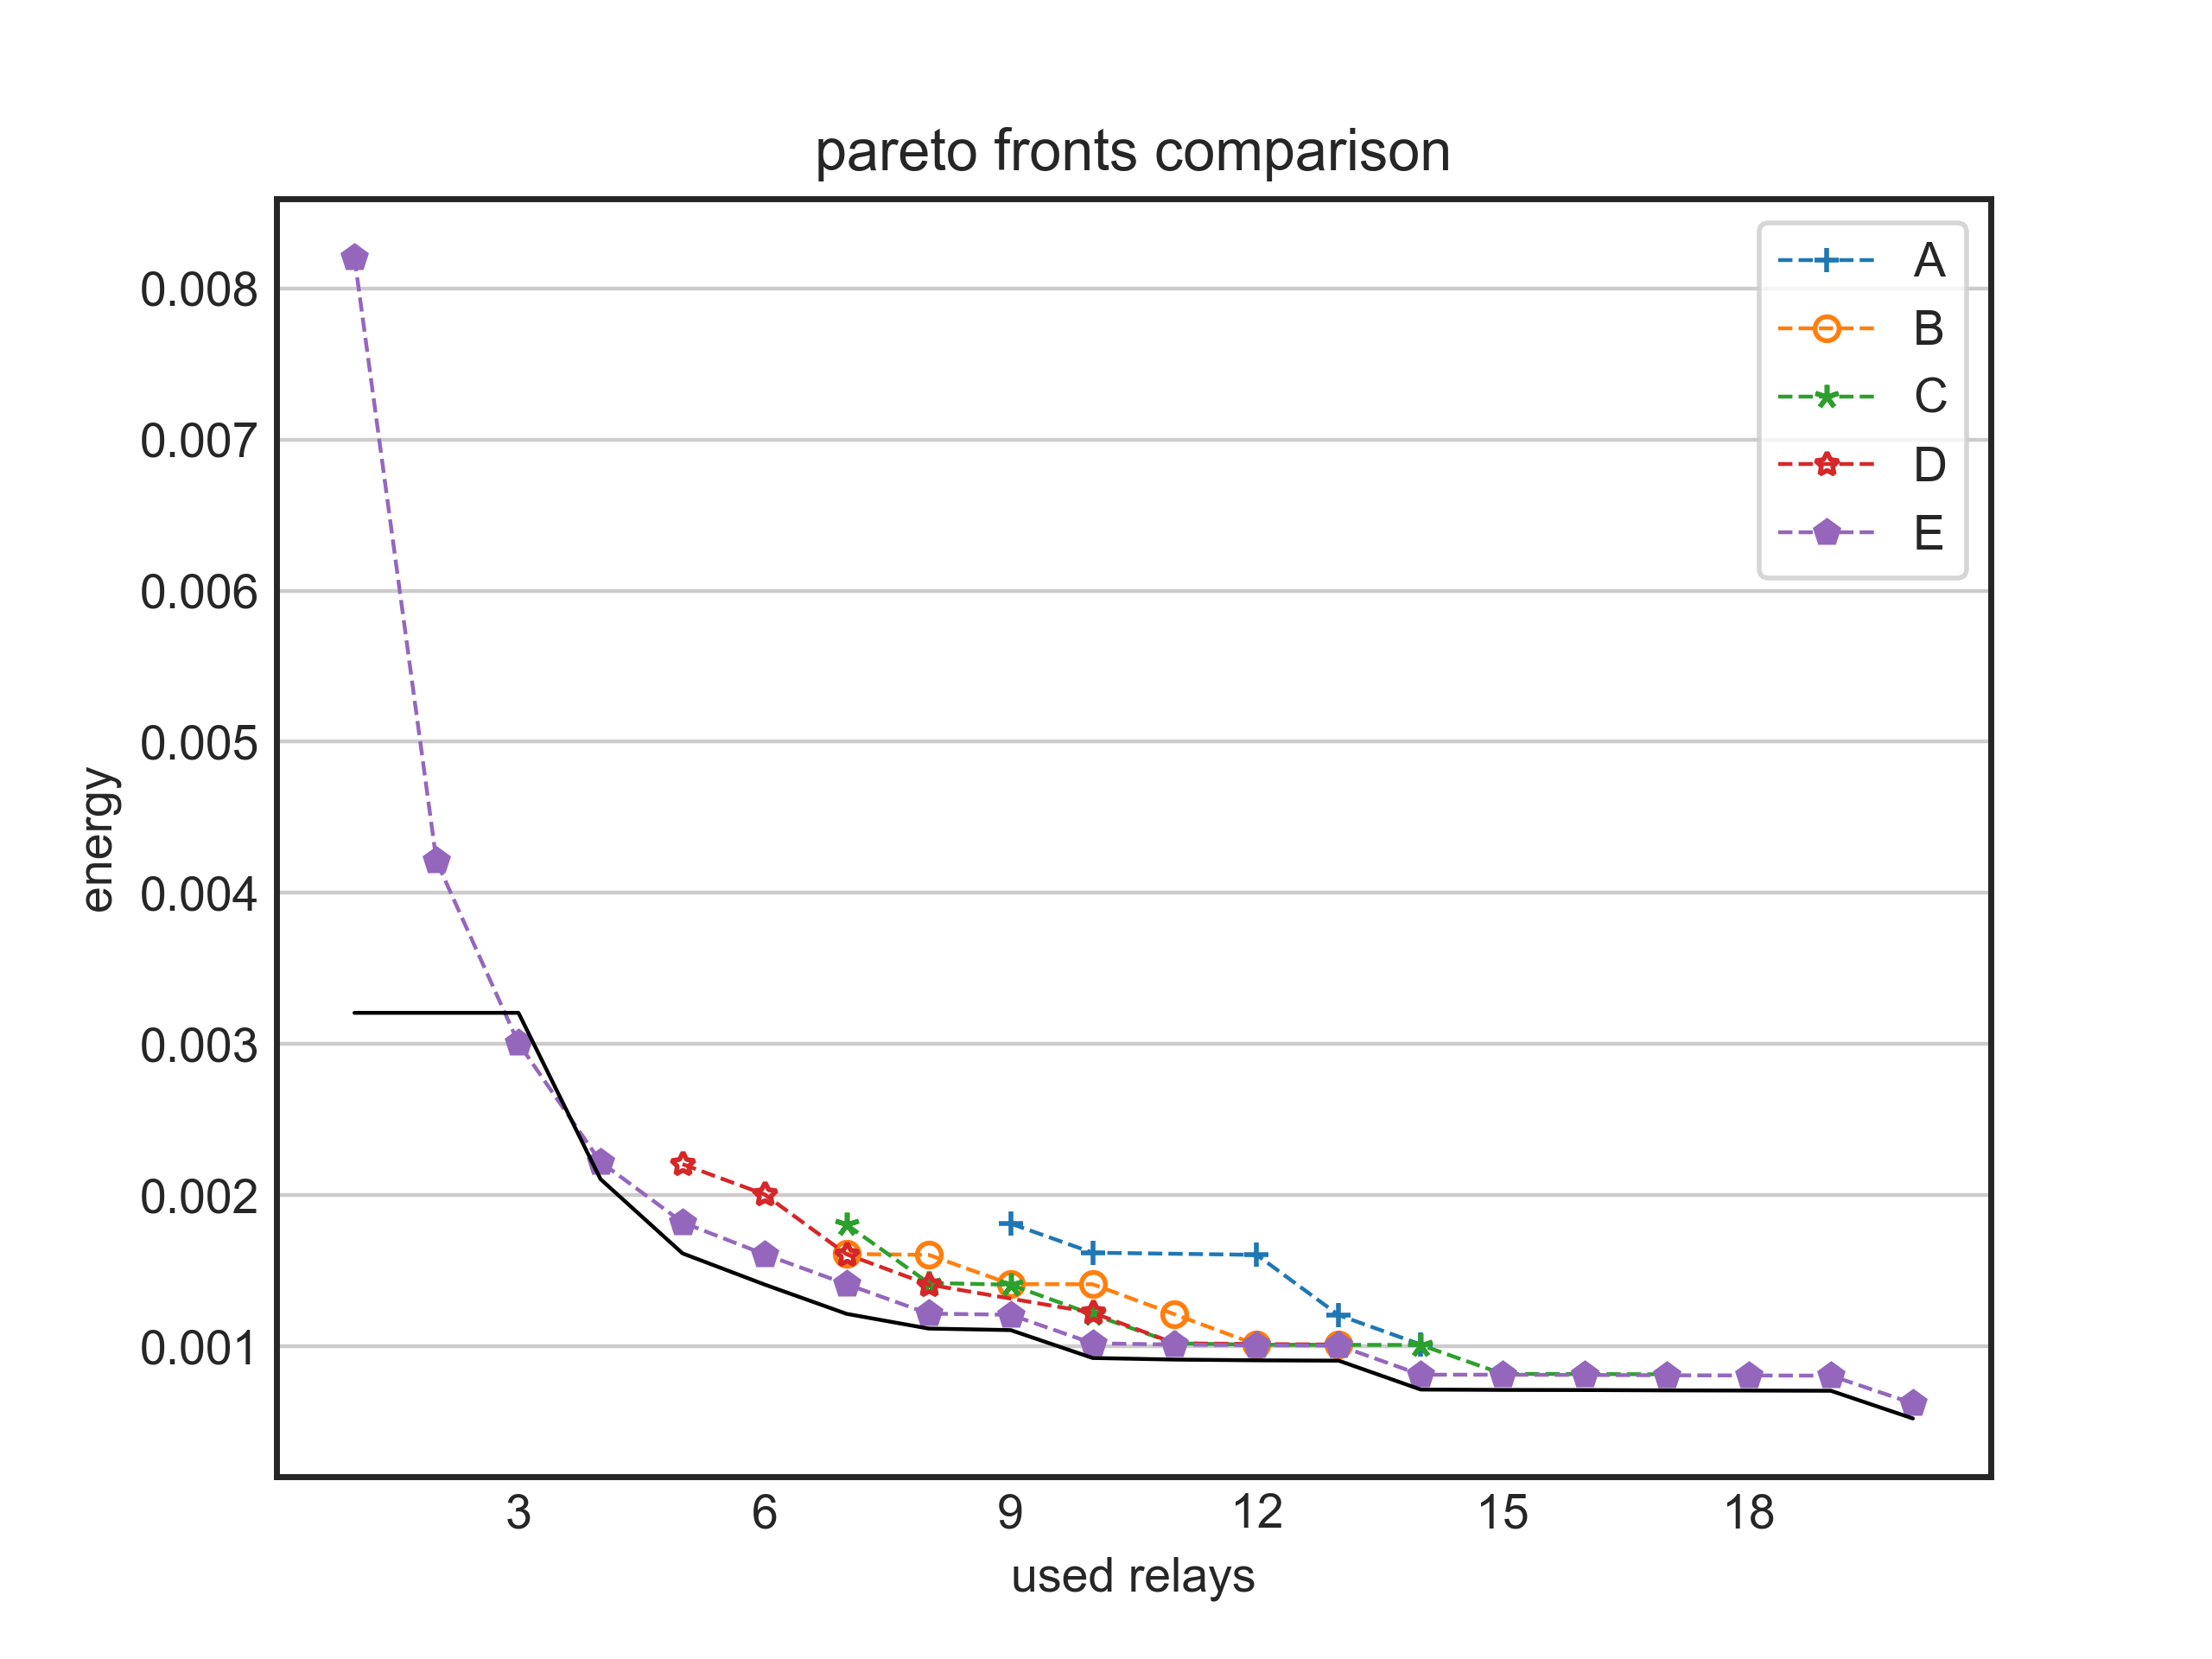 pareto fronts comparison
A
B
C
D
E
0.008
0.007
0.006
0.005
0.004
0.003
0.002
0.001
energy
3 6 9 12 15 18
used relays